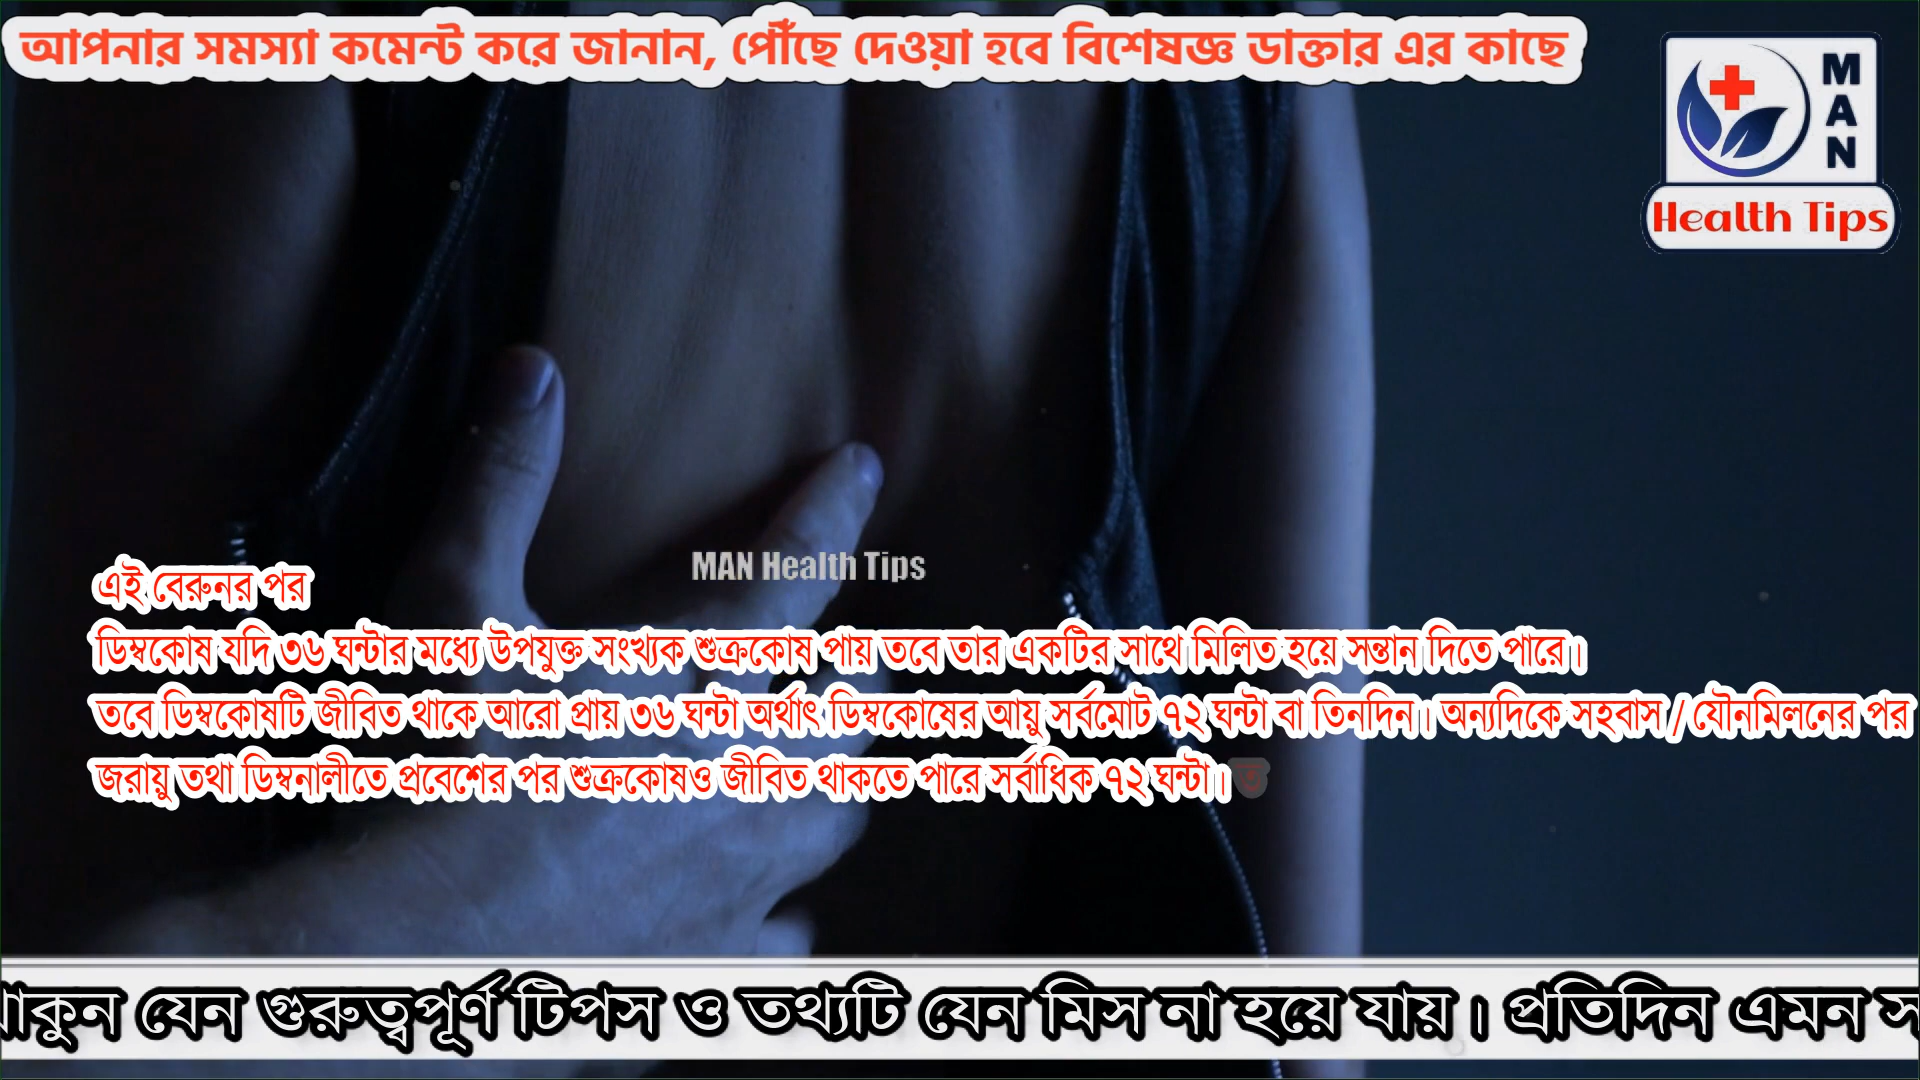 আপনার সমস্যা কমেন্ট করে জানান, পৌঁছে দেওয়া হবে বিশেষজ্ঞ ডাক্তার এর কাছে
MAN
Health Tips
MAN Health Tips
এই বেরুনর পর
ডিম্বকোষ যদি ৩৬ ঘন্টার মধ্যে উপযুক্ত সংখ্যক শুক্রকোষ পায় তবে তার একটির সাথে মিলিত হয়ে সন্তান দিতে পারে।
তবে ডিম্বকোষটি জীবিত থাকে আরো প্রায় ৩৬ ঘন্টা অর্থাৎ ডিম্বকোষের আয়ু সর্বমোট ৭২ ঘন্টা বা তিনদিন। অন্যদিকে সহবাস / যৌনমিলনের পর
জরায়ু তথা ডিম্বনালীতে প্রবেশের পর শুক্রকোষও জীবিত থাকতে পারে সর্বাধিক ৭২ ঘন্টা। ত
যেন গুরুত্বপূর্ণ টিপস ও তথ্যটি যেন মিস না হয়ে যায়। প্রতিদিন এমন